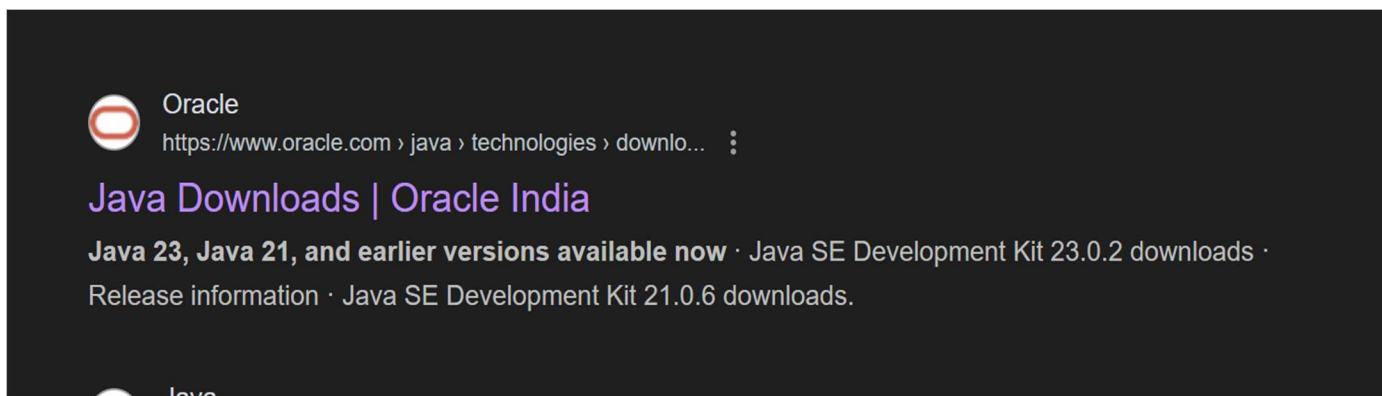 Oracle
https://www.oracle.com › java › technologies › downlo...
Java Downloads | Oracle India
Java 23, Java 21, and earlier versions available now · Java SE Development Kit 23.0.2 downloads ·
Release information · Java SE Development Kit 21.0.6 downloads.
Java